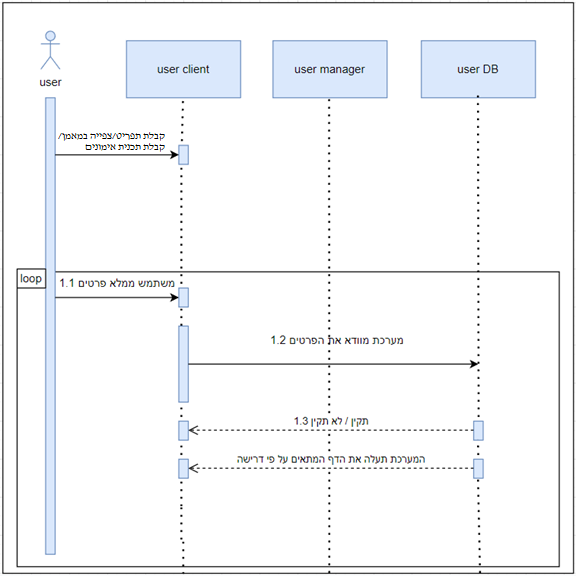 user
user client
user manager
user DB
קבלת תפריט/צפייה במאמן/
קבלת תכנית אימונים
loop
1.1 משתמש ממלא פרטים
1.2 מערכת מוודא את הפרטים
1.3 תקין / לא תקין
המערכת תעלה את הדף המתאים על פי דרישה